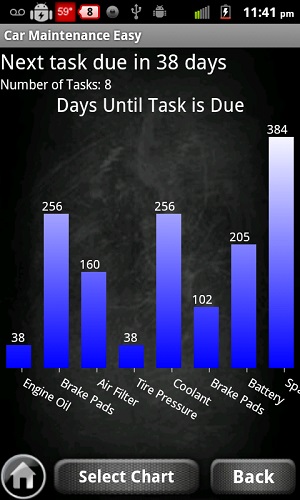 59° 8 11:41 pm
Car Maintenance Easy
Next task due in 38 days
Number of Tasks: 8
Days Until Task is Due
384
256 256
205
160
102
38 38
Engine Oil Brake Pads Air Filter Tire Pressure Coolant Brake Pads Battery Spa
Select Chart Back